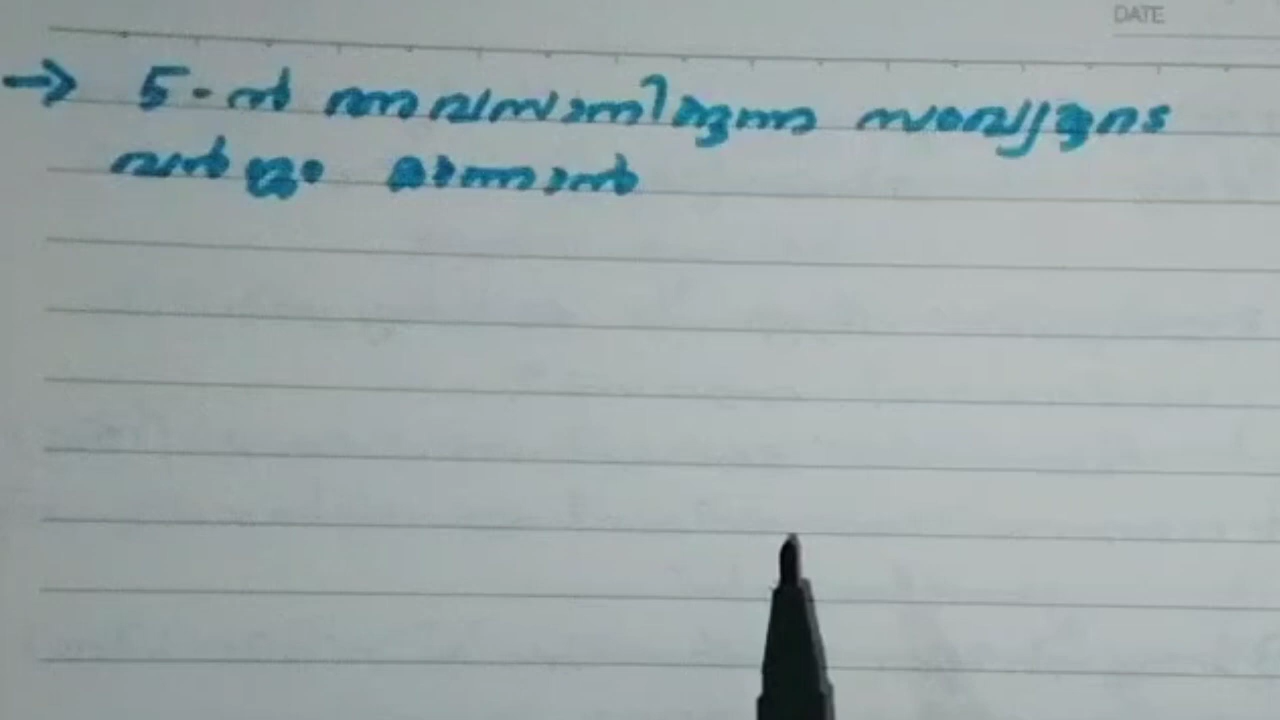 DATE
→ 5-ൽ അവസാനിക്കുന്ന സംഖ്യകളുടെ
വർഗ്ഗം കാണാൻ